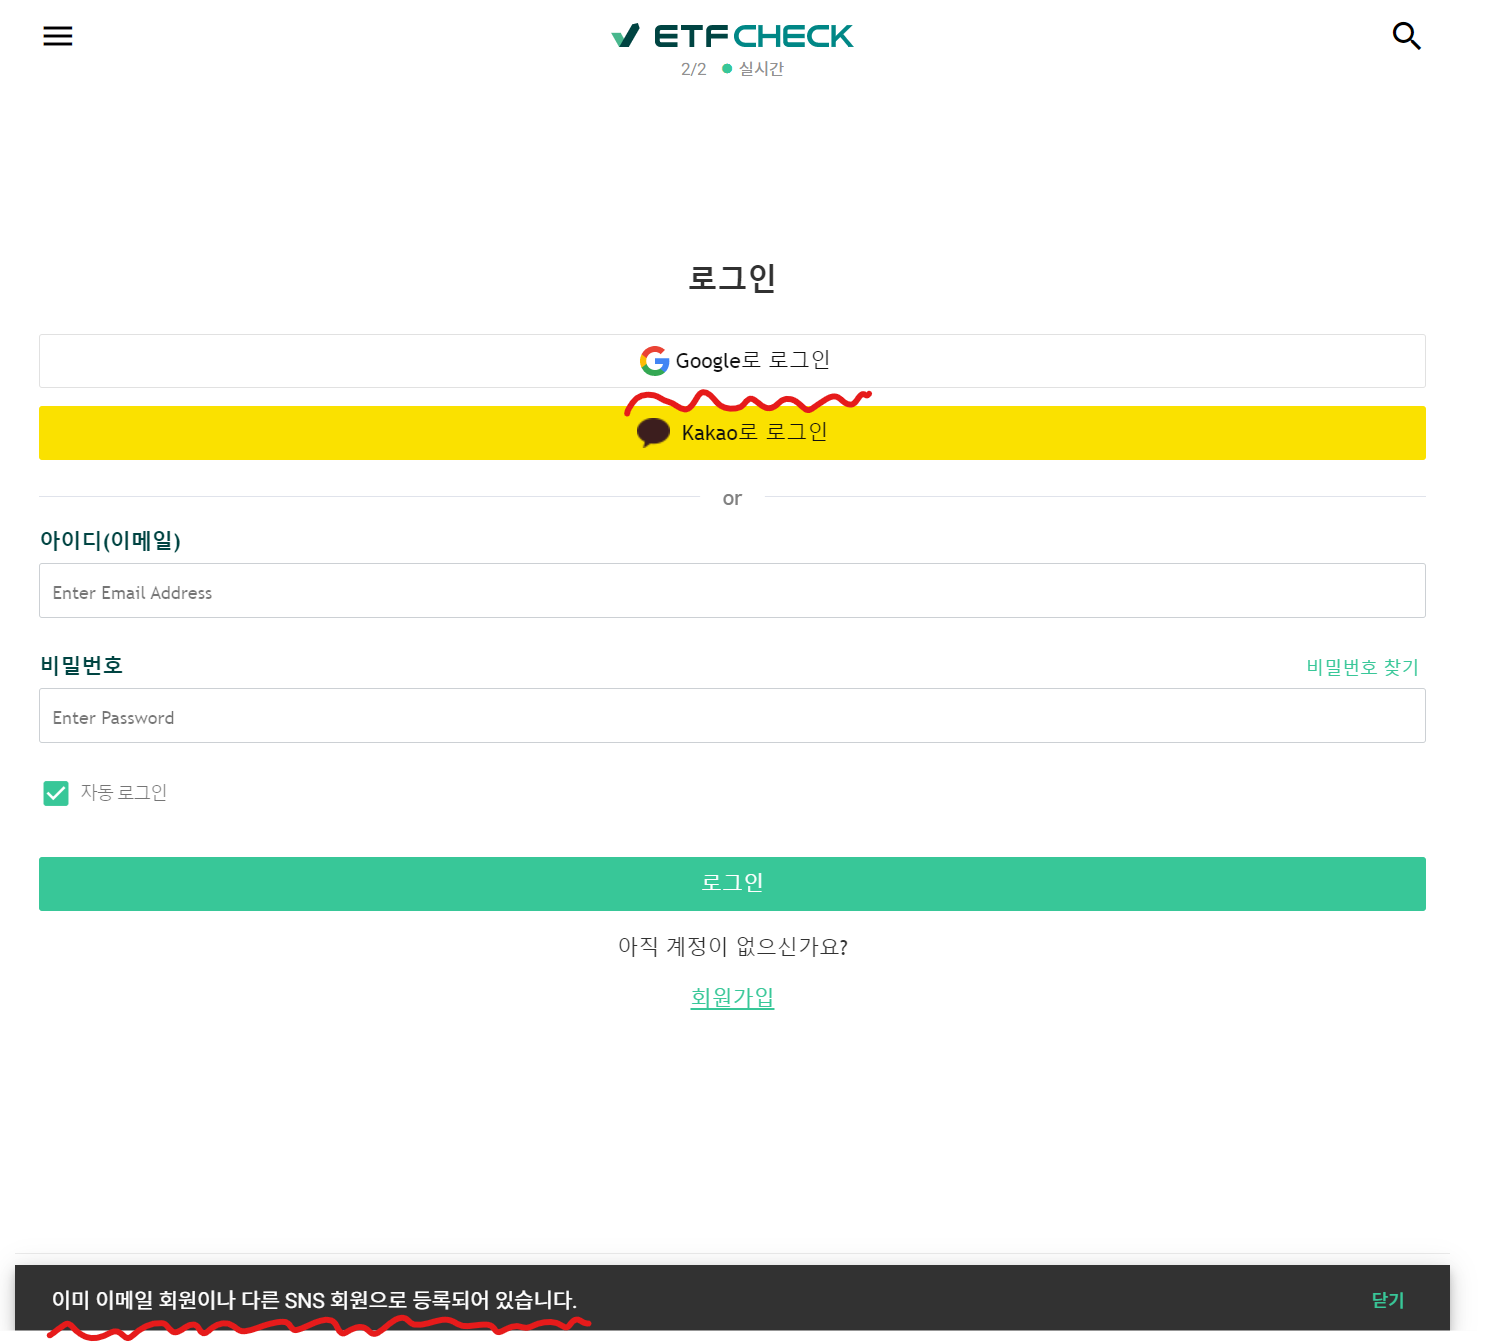 ETFCHECK
2/2 실시간
로그인
Google로 로그인
Kakao로 로그인
or
아이디(이메일)
Enter Email Address
비밀번호 비밀번호 찾기
Enter Password
자동 로그인
로그인
아직 계정이 없으신가요?
회원가입
이미 이메일 회원이나 다른 SNS 회원으로 등록되어 있습니다. 닫기